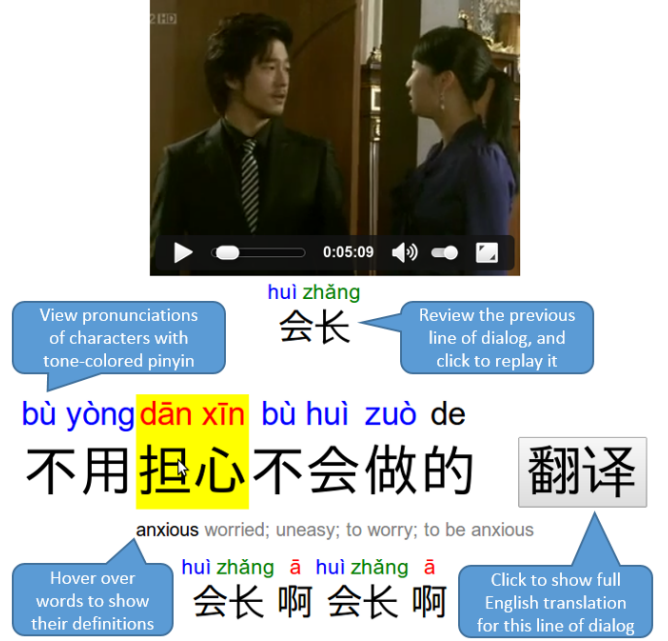 2 HD
0:05:09
huì zhǎng
会长
View pronunciations
of characters with
tone-colored pinyin
Review the previous
line of dialog, and
click to replay it
bù yòng dān xīn bù huì zuò de
不用担心不会做的
翻译
anxious worried; uneasy; to worry; to be anxious
huì zhǎng ā huì zhǎng ā
会长 啊 会长 啊
Hover over
words to show
their definitions
Click to show full
English translation
for this line of dialog